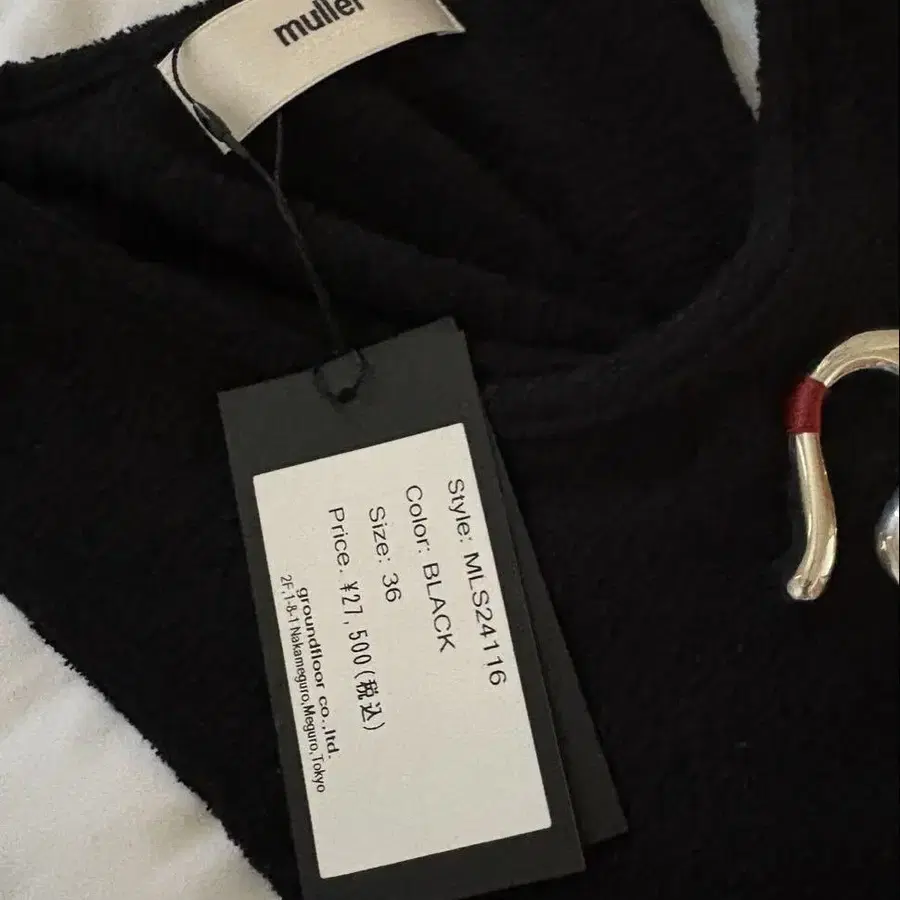 muller
Style: MLS24116
Color: BLACK
Size: 36
Price. ¥27,500(税込)
groundfloor co.,ltd.
2F,1-8-1 Nakameguro,Meguro,Tokyo